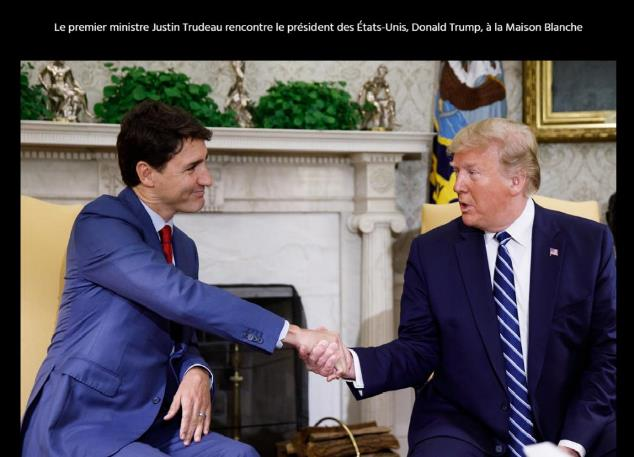 Le premier ministre Justin Trudeau rencontre le président des États-Unis, Donald Trump, à la Maison Blanche